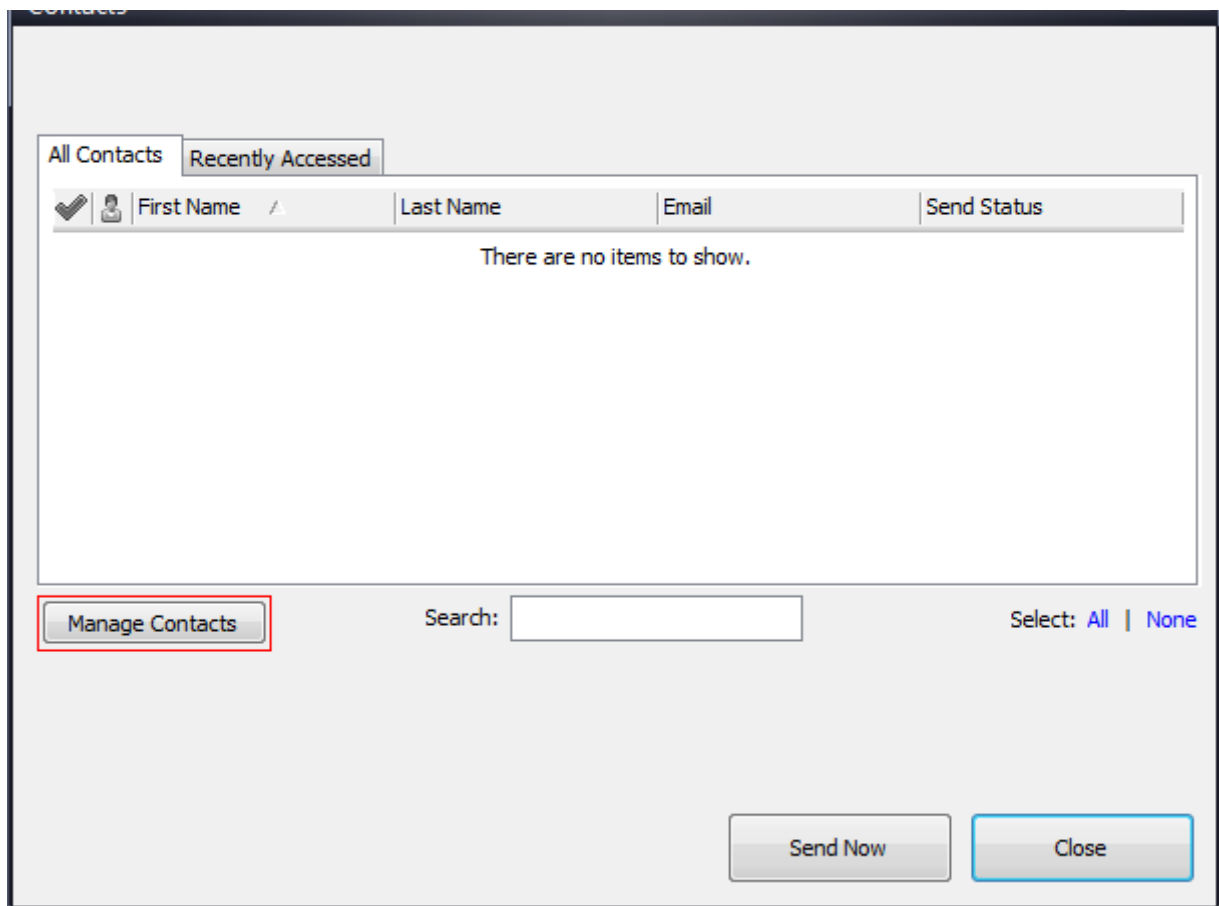 Contacts
All Contacts Recently Accessed
First Name Last Name Email Send Status
There are no items to show.
Manage Contacts Search: Select: All | None
Send Now Close